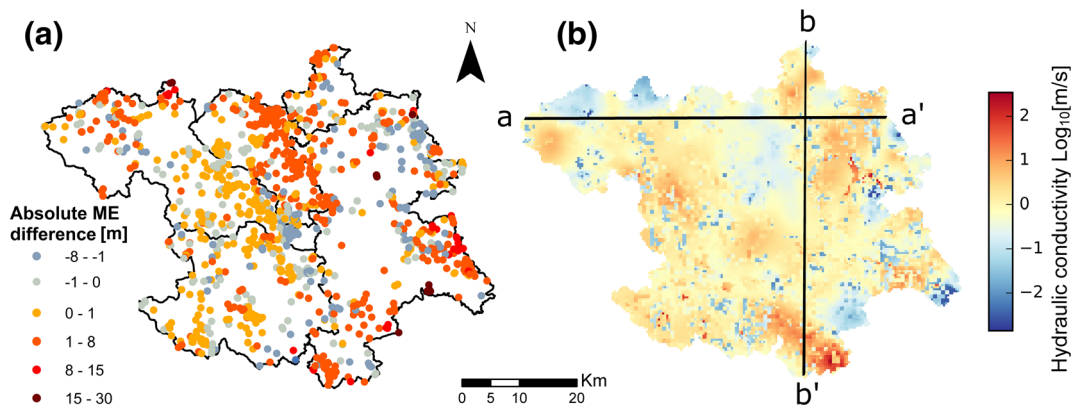 (a)
N
Absolute ME
difference [m]
-8 - -1
-1 - 0
0 - 1
1 - 8
8 - 15
15 - 30
Km
0 5 10 20
(b)
b
a
a'
b'
2
1
0
−1
−2
Hydraulic conductivity Log10[m/s]